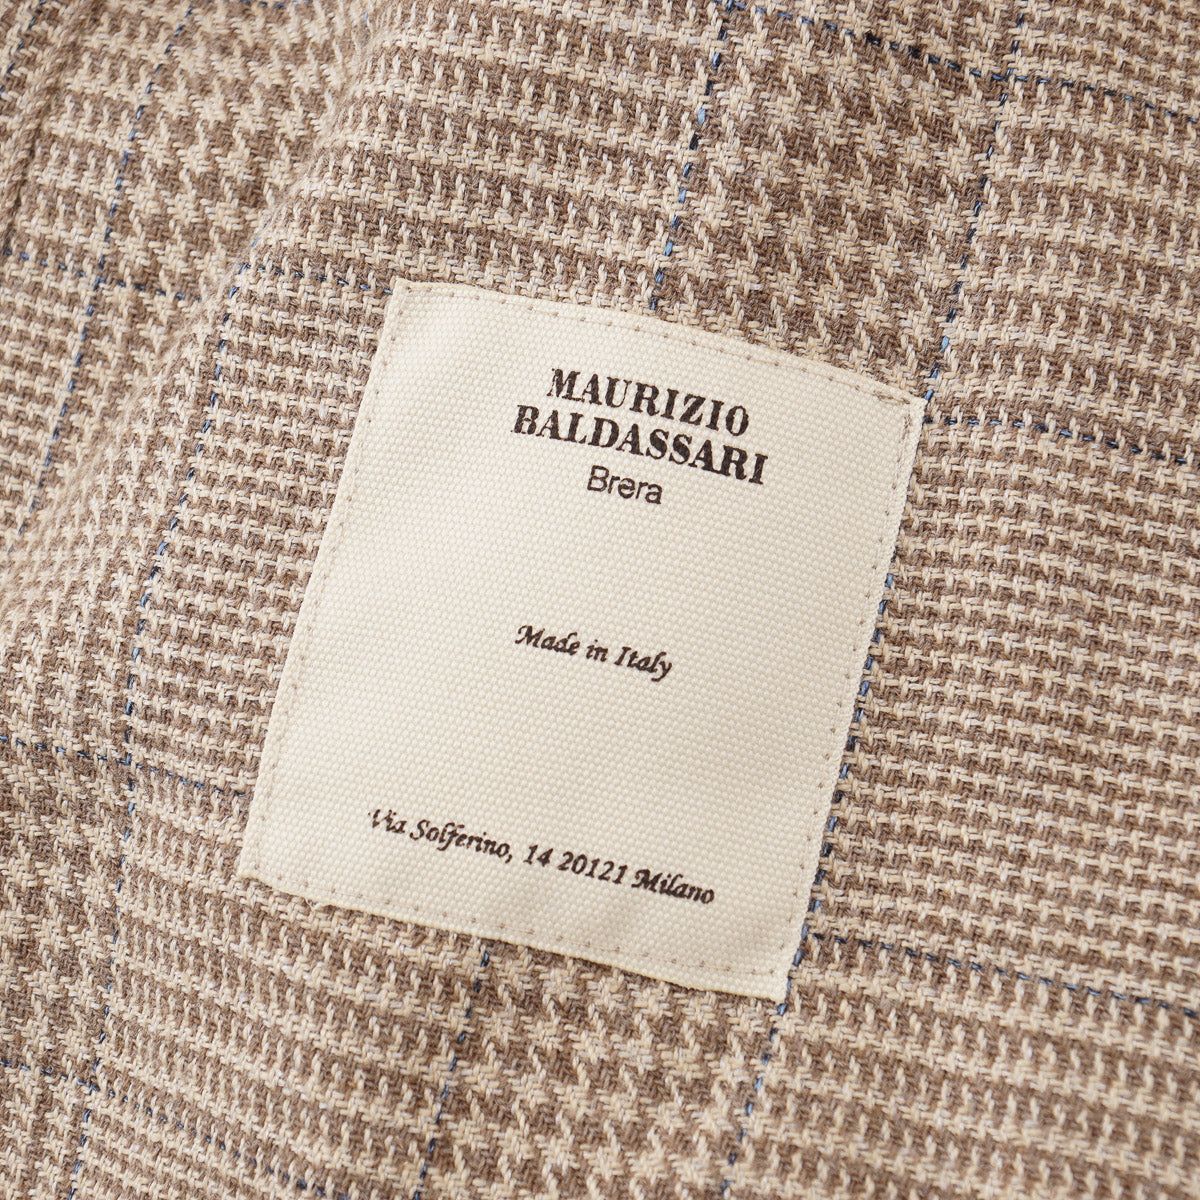 MAURIZIO
BALDASSARI
Brera
Made in Italy
Via Solferino, 14 20121 Milano